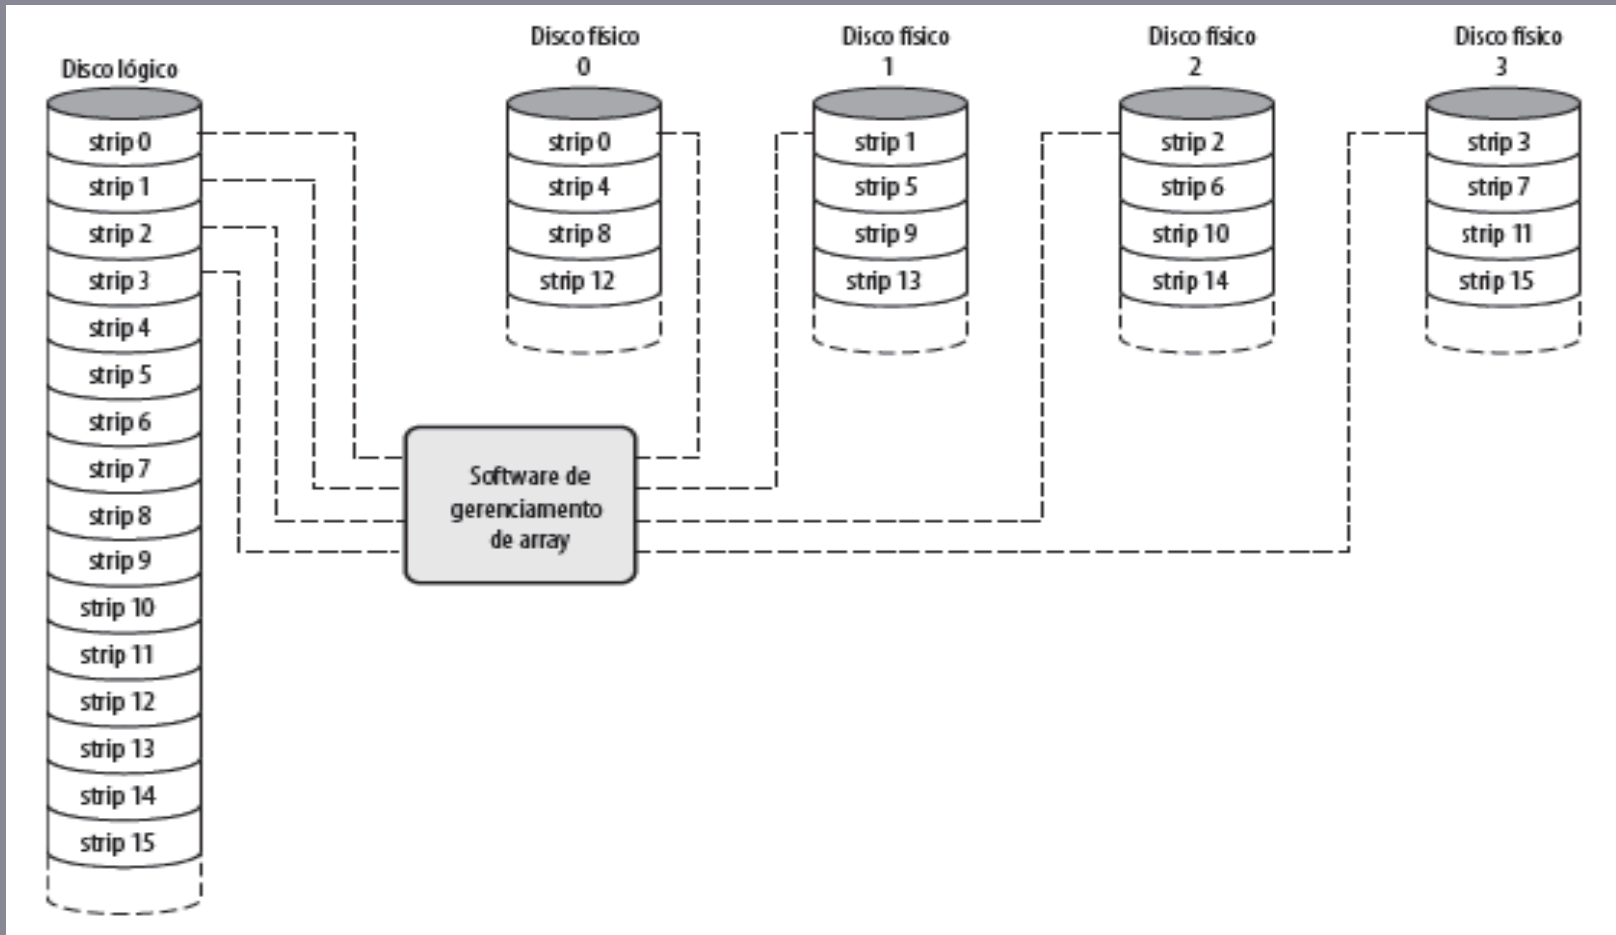 Disco lógico
strip 0
strip 1
strip 2
strip 3
strip 4
strip 5
strip 6
strip 7
strip 8
strip 9
strip 10
strip 11
strip 12
strip 13
strip 14
strip 15
Disco físico
0
strip 0
strip 4
strip 8
strip 12
Disco físico
1
strip 1
strip 5
strip 9
strip 13
Disco físico
2
strip 2
strip 6
strip 10
strip 14
Disco físico
3
strip 3
strip 7
strip 11
strip 15
Software de
gerenciamento
de array